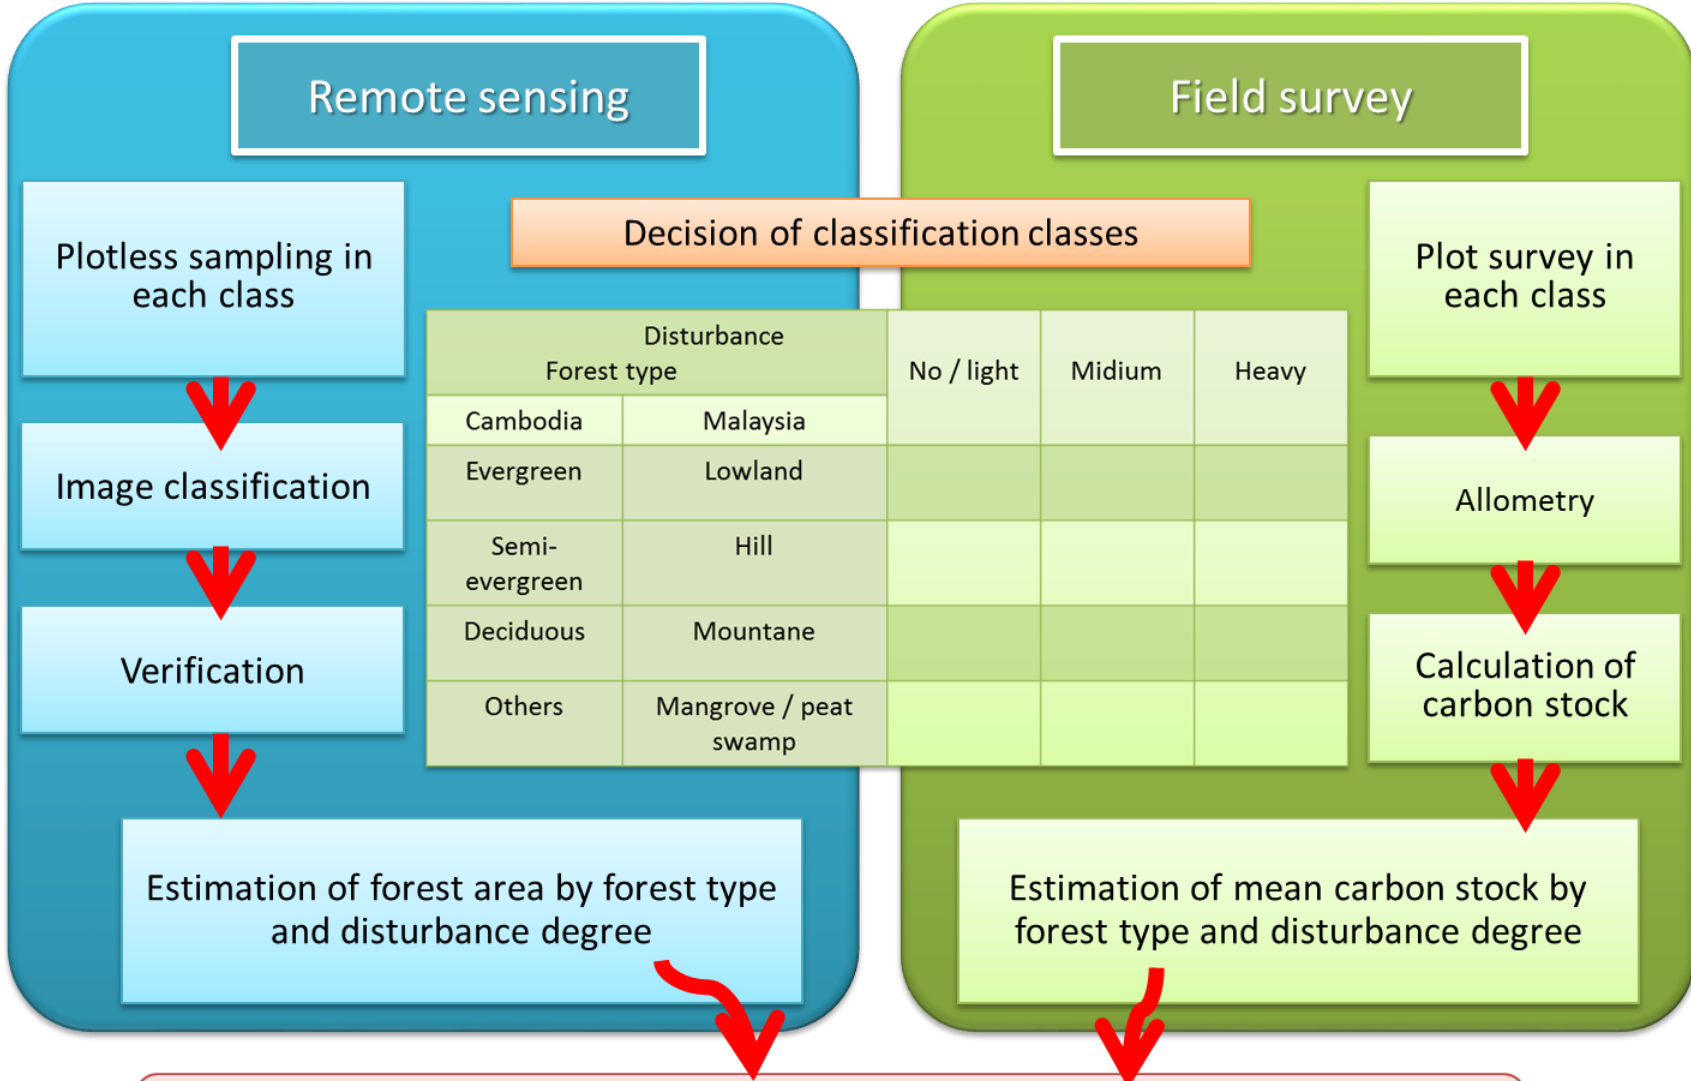 Remote sensing
Field survey
Plotless sampling in
each class
Decision of classification classes
Plot survey in
each class
Disturbance
Forest type
No / light
Midium
Heavy
Cambodia
Malaysia
Evergreen
Lowland
Semi-
evergreen
Hill
Deciduous
Mountane
Others
Mangrove / peat
swamp
Image classification
Verification
Allometry
Calculation of
carbon stock
Estimation of forest area by forest type
and disturbance degree
Estimation of mean carbon stock by
forest type and disturbance degree